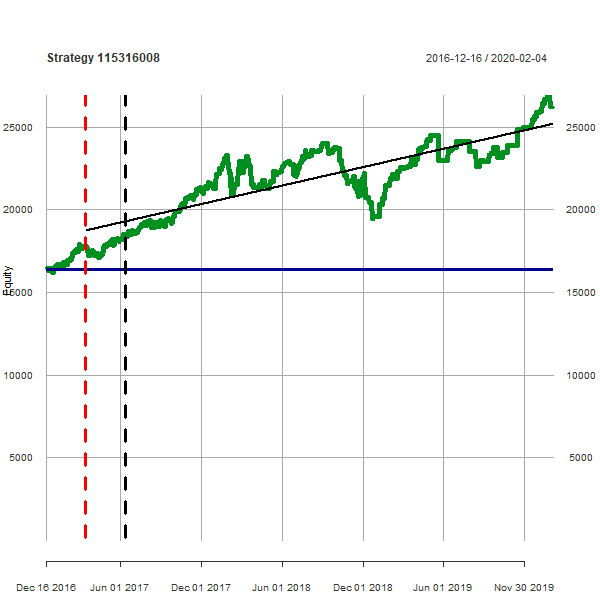 Strategy 115316008
2016-12-16 / 2020-02-04
25000 25000
20000 20000
Equity
15000 15000
10000 10000
5000 5000
Dec 16 2016 Jun 01 2017 Dec 01 2017 Jun 01 2018 Dec 01 2018 Jun 01 2019 Nov 30 2019